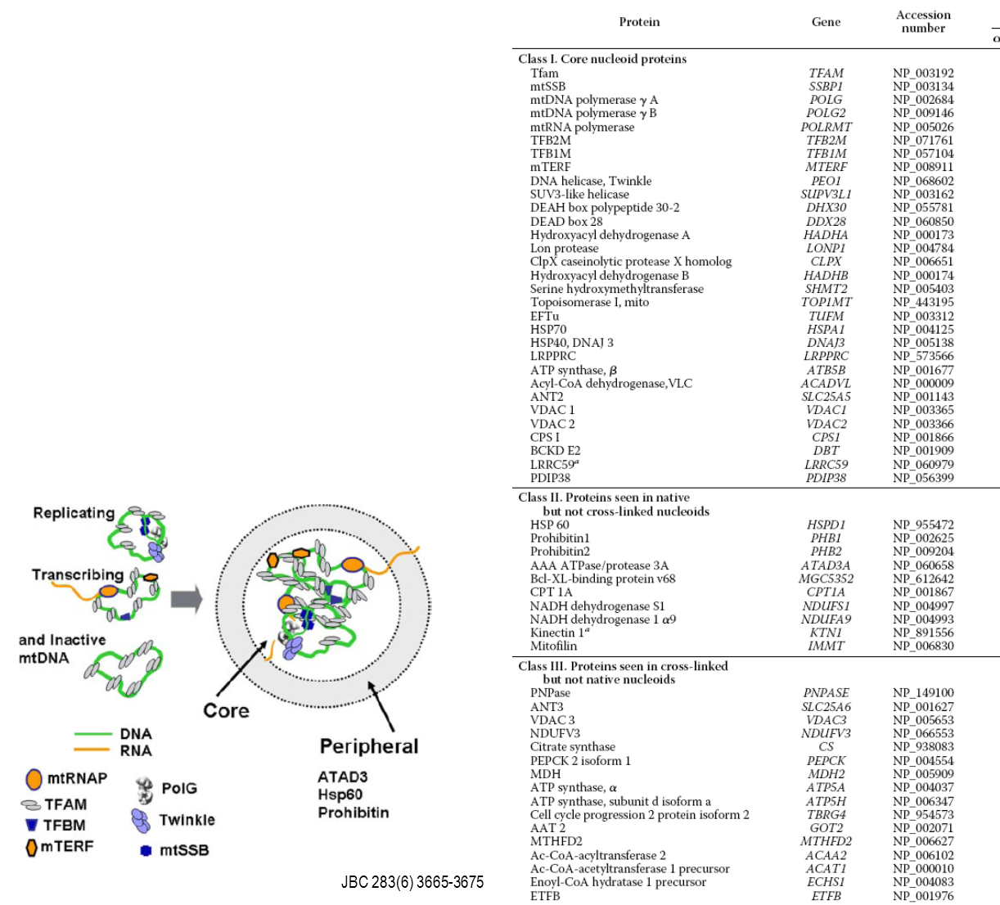 Replicating
Transcribing
and Inactive
mtDNA
Core
Peripheral
ATAD3
Hsp60
Prohibitin
DNA
RNA
mtRNAP
TFAM
TFBM
mTERF
PolG
Twinkle
mtSSB
JBC 283(6) 3665-3675
Protein Gene Accession number
Class I. Core nucleoid proteins
Tfam TFAM NP_003192
mtSSB SSBP1 NP_003134
mtDNA polymerase γ A POLG NP_002684
mtDNA polymerase γ B POLG2 NP_009146
mtRNA polymerase POLRMT NP_005026
TFB2M TFB2M NP_071761
TFB1M TFB1M NP_057104
mTERF MTERF NP_008911
DNA helicase, Twinkle PEO1 NP_068602
SUV3-like helicase SUPV3L1 NP_003162
DEAH box polypeptide 30-2 DHX30 NP_055781
DEAD box 28 DDX28 NP_060850
Hydroxyacyl dehydrogenase A HADHA NP_000173
Lon protease LONP1 NP_004784
ClpX caseinolytic protease X homolog CLPX NP_006651
Hydroxyacyl dehydrogenase B HADHB NP_000174
Serine hydroxymethyltransferase SHMT2 NP_005403
Topoisomerase I, mito TOP1MT NP_443195
EFTu TUFM NP_003312
HSP70 HSPA1 NP_004125
HSP40, DNAJ 3 DNAJ3 NP_005138
LRPPRC LRPPRC NP_573566
ATP synthase, β ATB5B NP_001677
Acyl-CoA dehydrogenase,VLC ACADVL NP_000009
ANT2 SLC25A5 NP_001143
VDAC 1 VDAC1 NP_003365
VDAC 2 VDAC2 NP_003366
CPS I CPS1 NP_001866
BCKD E2 DBT NP_001909
LRRC59a LRRC59 NP_060979
PDIP38 PDIP38 NP_056399
Class II. Proteins seen in native
but not cross-linked nucleoids
HSP 60 HSPD1 NP_955472
Prohibitin1 PHB1 NP_002625
Prohibitin2 PHB2 NP_009204
AAA ATPase/protease 3A ATAD3A NP_060658
Bcl-XL-binding protein v68 MGC5352 NP_612642
CPT 1A CPT1A NP_001867
NADH dehydrogenase S1 NDUFS1 NP_004997
NADH dehydrogenase 1 α9 NDUFA9 NP_004993
Kinectin 1a KTN1 NP_891556
Mitofilin IMMT NP_006830
Class III. Proteins seen in cross-linked
but not native nucleoids
PNPase PNPASE NP_149100
ANT3 SLC25A6 NP_001627
VDAC 3 VDAC3 NP_005653
NDUFV3 NDUFV3 NP_066553
Citrate synthase CS NP_938083
PEPCK 2 isoform 1 PEPCK NP_004554
MDH MDH2 NP_005909
ATP synthase, α ATP5A NP_004037
ATP synthase, subunit d isoform a ATP5H NP_006347
Cell cycle progression 2 protein isoform 2 TBRG4 NP_954573
AAT 2 GOT2 NP_002071
MTHFD2 MTHFD2 NP_006627
Ac-CoA-acyltransferase 2 ACAA2 NP_006102
Ac-CoA-acetyltransferase 1 precursor ACAT1 NP_000010
Enoyl-CoA hydratase 1 precursor ECHS1 NP_004083
ETFB ETFB NP_001976